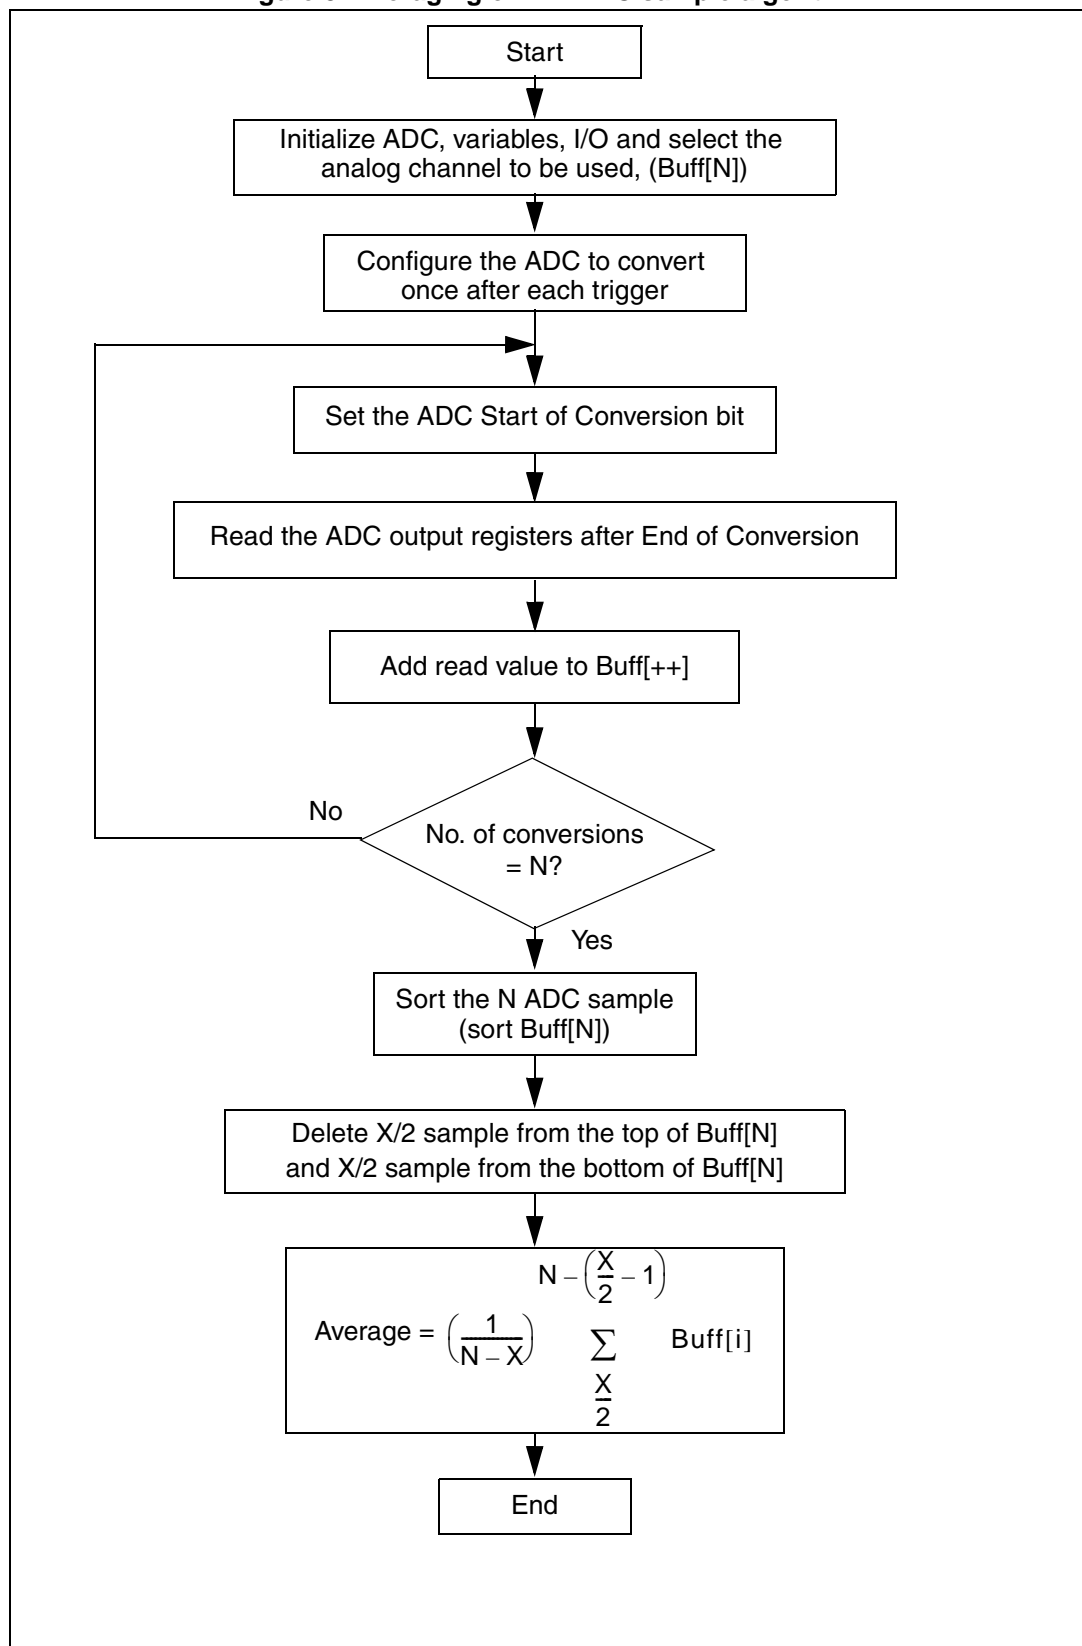 Start
Initialize ADC, variables, I/O and select the
analog channel to be used, (Buff[N])
Configure the ADC to convert
once after each trigger
Set the ADC Start of Conversion bit
Read the ADC output registers after End of Conversion
Add read value to Buff[++]
No
No. of conversions
= N?
Yes
Sort the N ADC sample
(sort Buff[N])
Delete X/2 sample from the top of Buff[N]
and X/2 sample from the bottom of Buff[N]
N – (X/2 – 1)
Average = (1/(N – X)) ∑ Buff[i]
X/2
End